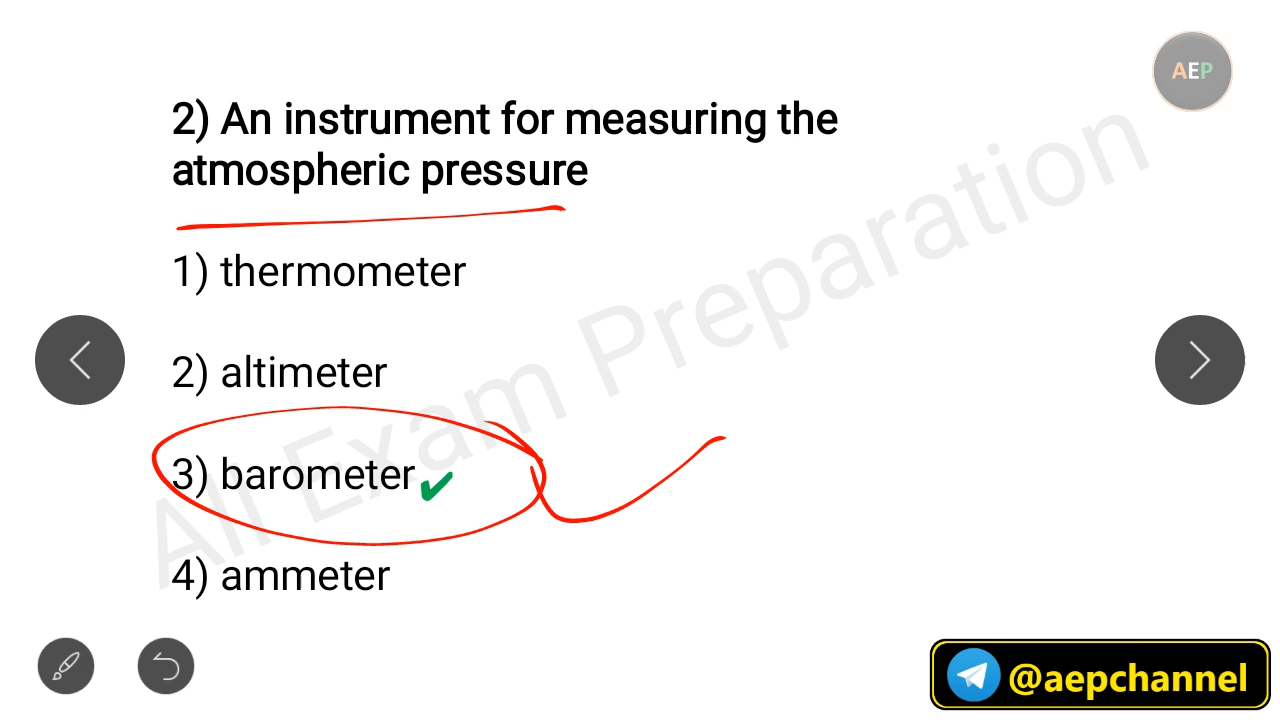 AEP
2) An instrument for measuring the
atmospheric pressure
1) thermometer
2) altimeter
3) barometer
4) ammeter
All Exam Preparation
@aepchannel